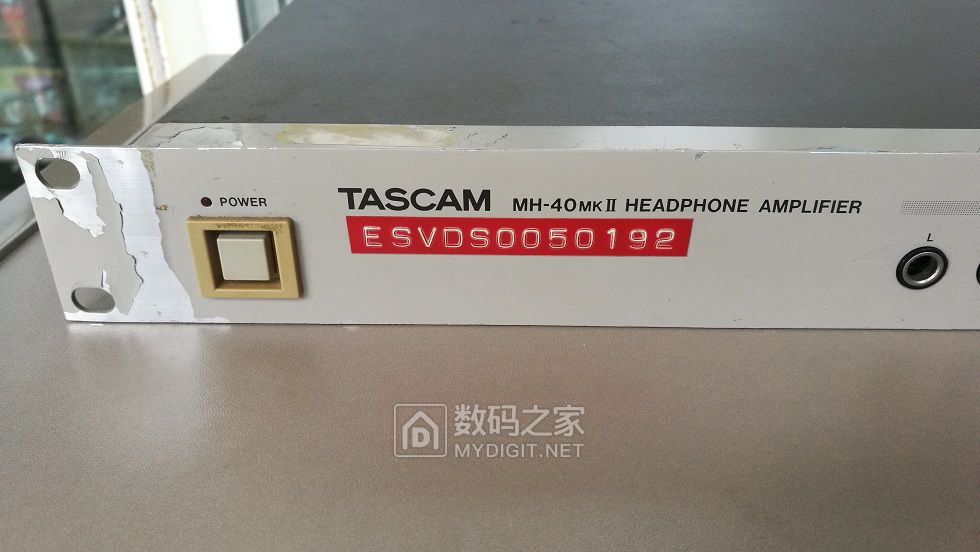 POWER
TASCAM MH-40MKII HEADPHONE AMPLIFIER
ESVDS0050192
L
数码之家
MYDIGIT.NET